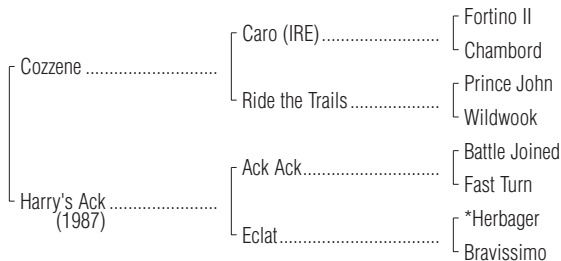 Fortino II
Caro (IRE)
Chambord
Cozzene
Prince John
Ride the Trails
Wildwook
Battle Joined
Ack Ack
Fast Turn
Harry's Ack
(1987)
*Herbager
Eclat
Bravissimo